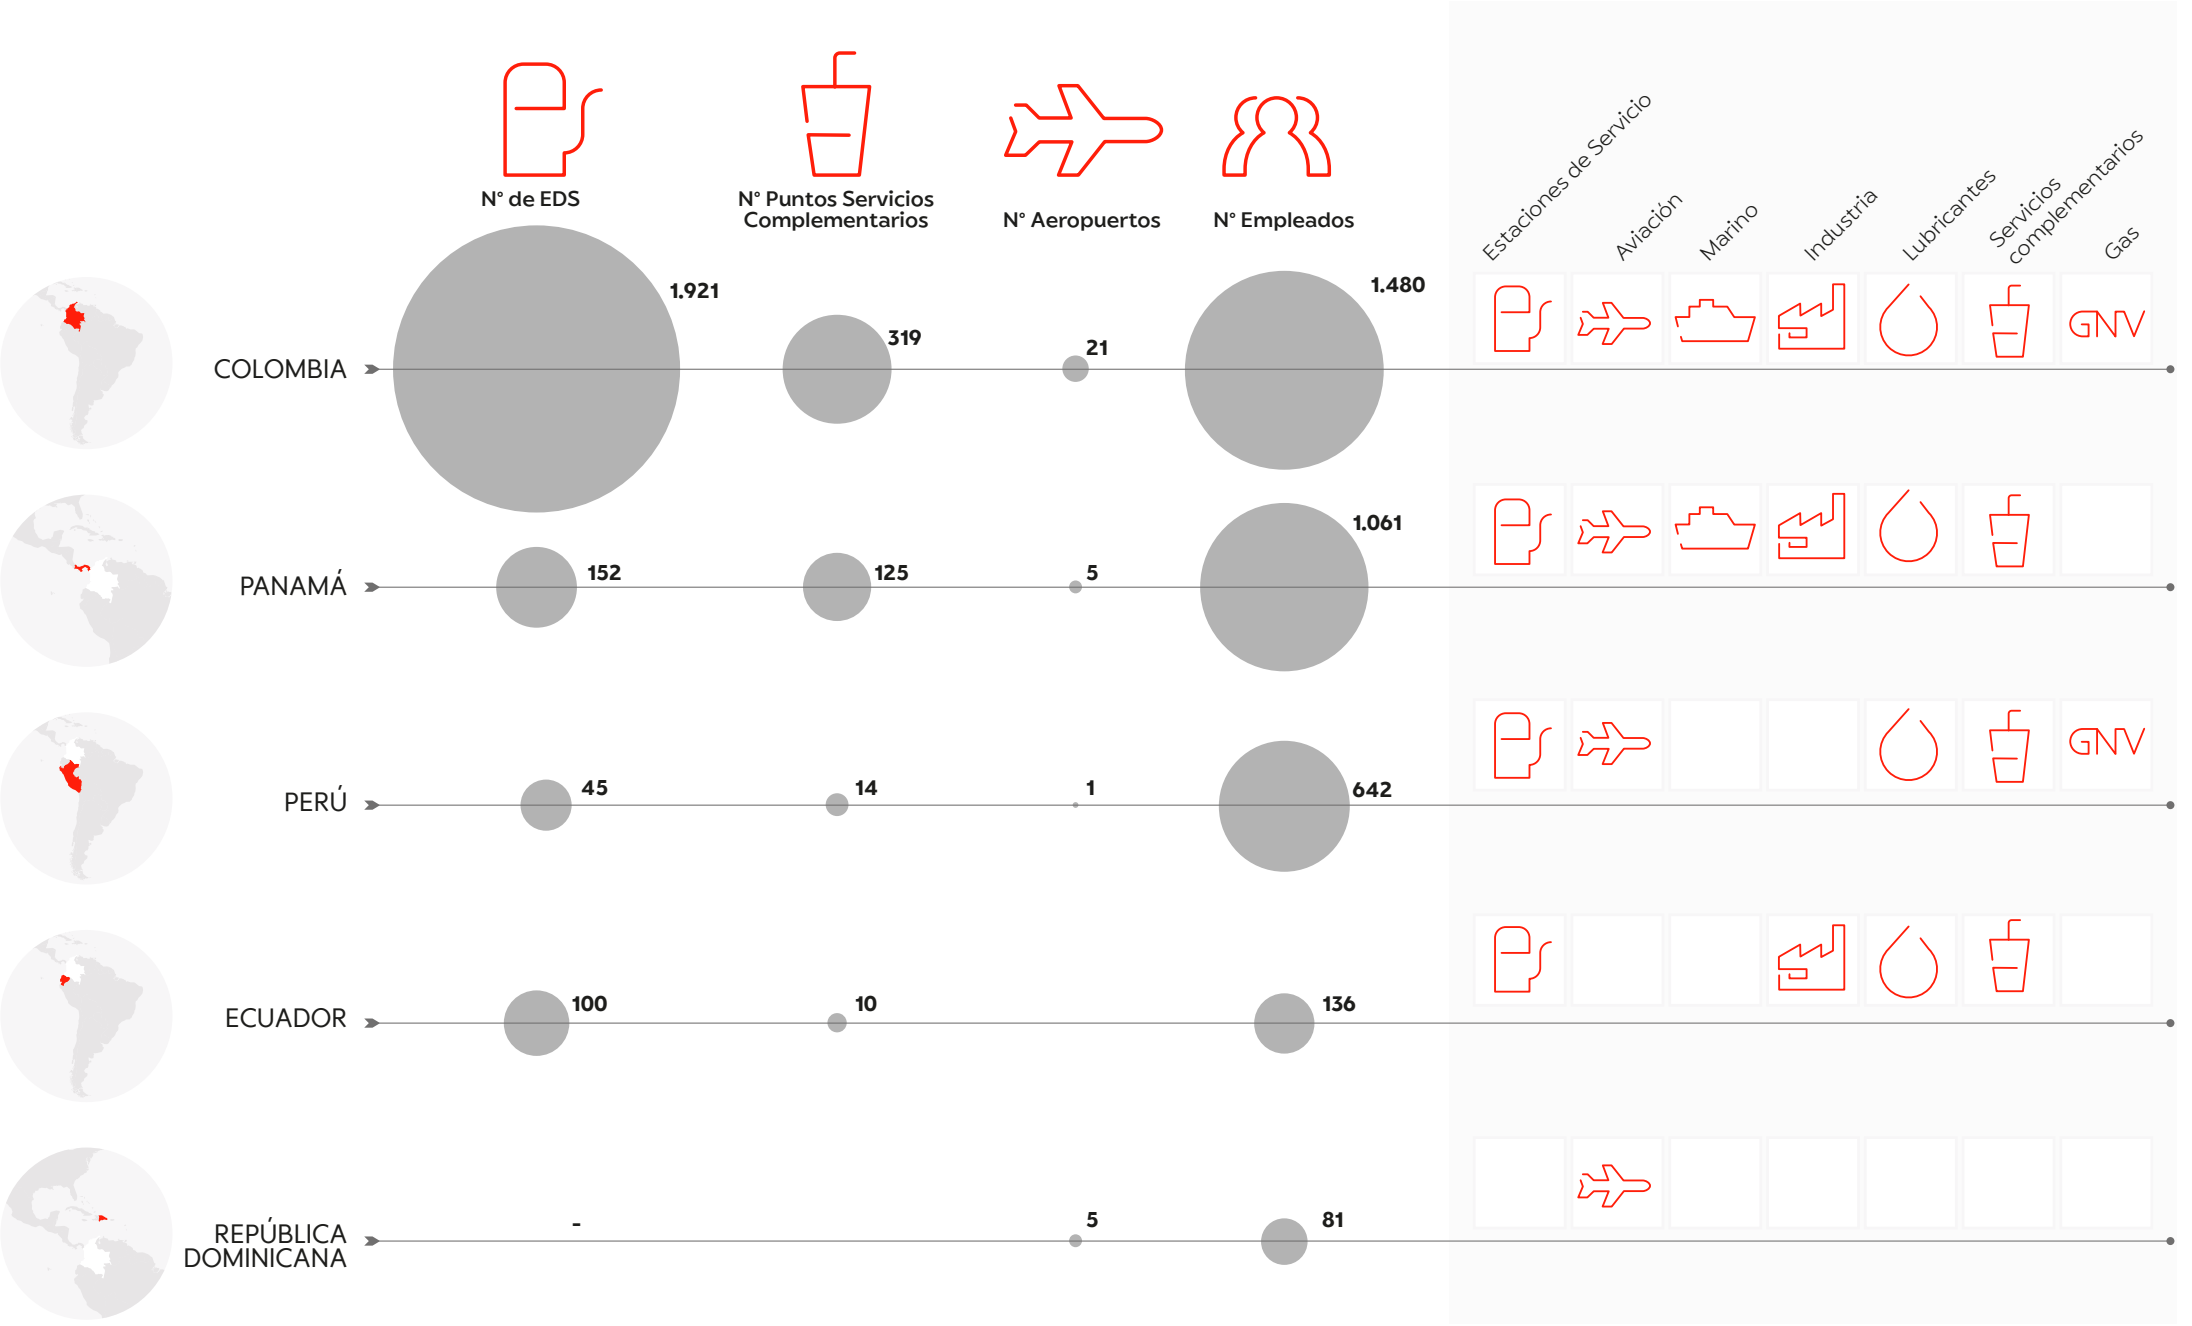 N° de EDS
N° Puntos Servicios
Complementarios
N° Aeropuertos
N° Empleados
Estaciones de Servicio
Aviación
Marino
Industria
Lubricantes
Servicios
complementarios
Gas
COLOMBIA
1.921
319
21
1.480
GNV
PANAMÁ
152
125
5
1.061
PERÚ
45
14
1
642
GNV
ECUADOR
100
10
136
REPÚBLICA
DOMINICANA
-
5
81